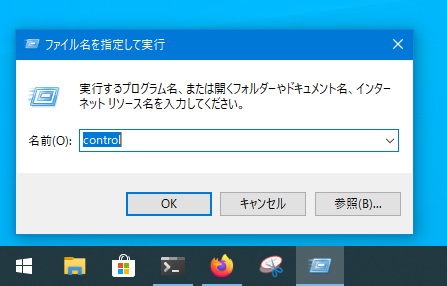 ファイル名を指定して実行
実行するプログラム名、または開くフォルダーやドキュメント名、インター
ネット リソース名を入力してください。
名前(O): control
OK キャンセル 参照(B)...